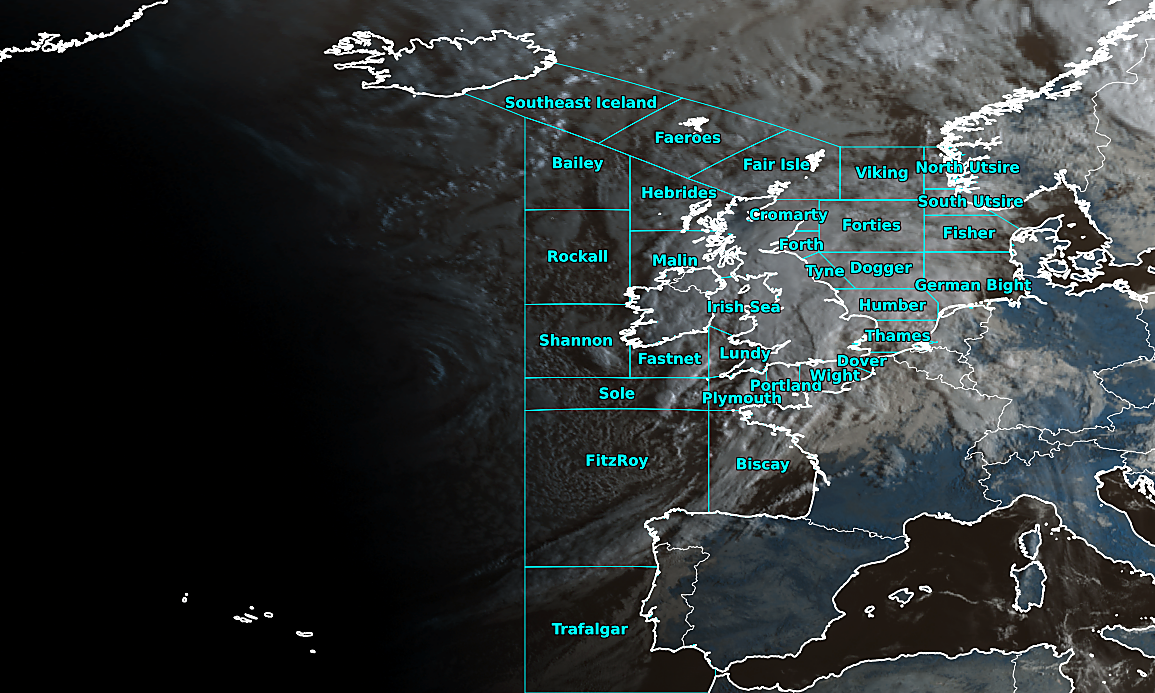 Southeast Iceland
Faeroes
Bailey
Fair Isle
Viking
North Utsire
Hebrides
South Utsire
Cromarty
Forties
Fisher
Forth
Rockall
Malin
Tyne
Dogger
German Bight
Irish Sea
Humber
Shannon
Thames
Fastnet
Lundy
Dover
Wight
Portland
Sole
Plymouth
FitzRoy
Biscay
Trafalgar